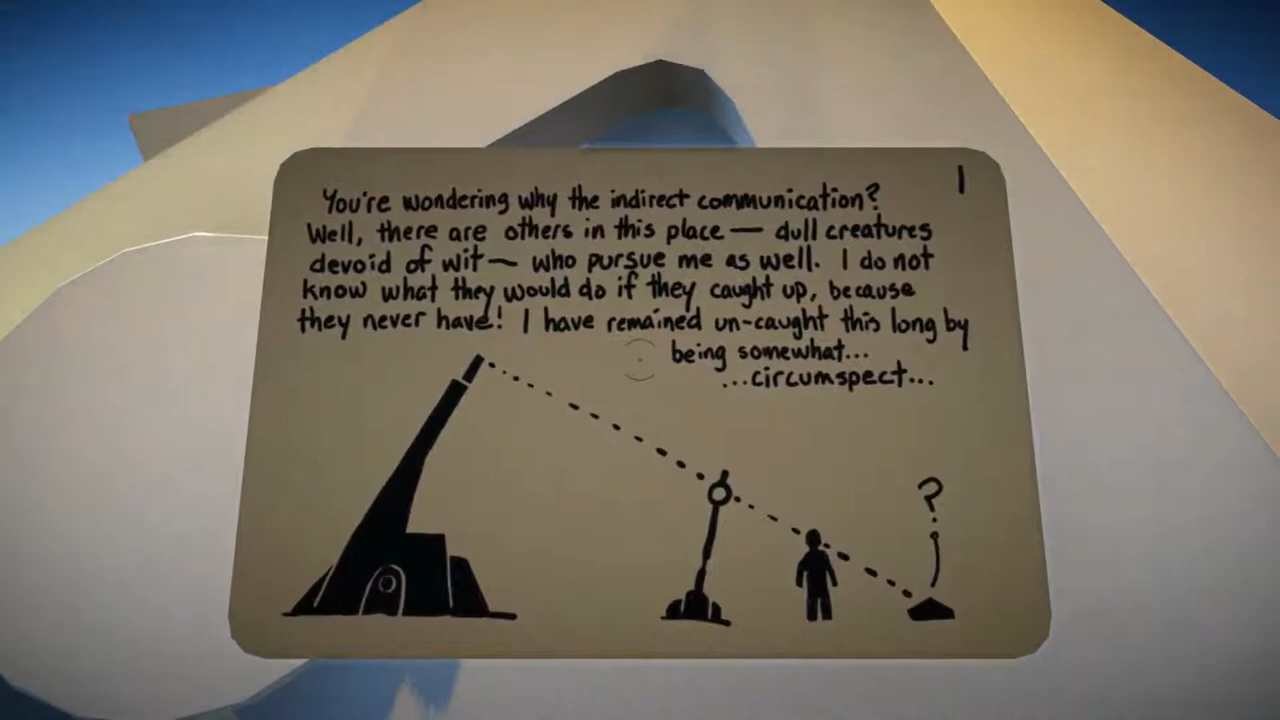 1
You're wondering why the indirect communication?
Well, there are others in this place — dull creatures
devoid of wit — who pursue me as well. I do not
know what they would do if they caught up, because
they never have! I have remained un-caught this long by
being somewhat...
...circumspect...
?